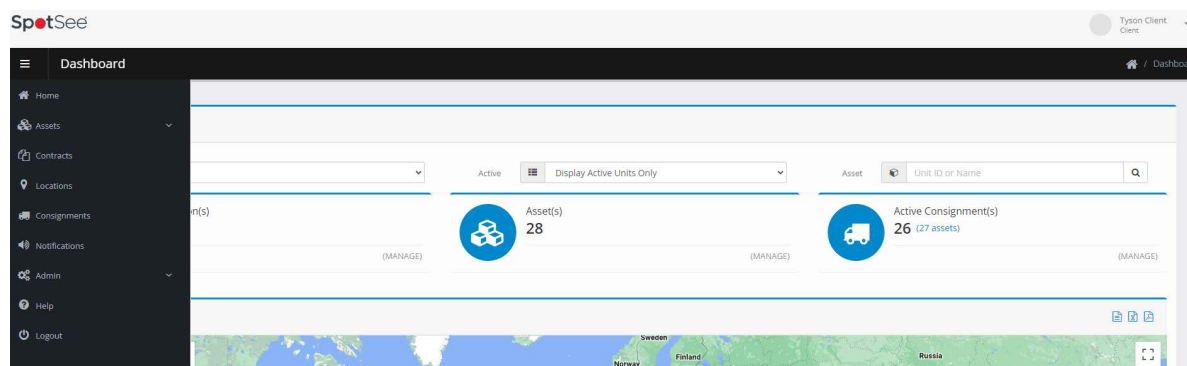 SpotSee
Tyson Client
Client
Dashboard
/ Dashboa
Home
Assets
Contracts
Locations
Consignments
Notifications
Admin
Help
Logout
Active
Display Active Units Only
Asset
Unit ID or Name
n(s)
(MANAGE)
Asset(s)
28
(MANAGE)
Active Consignment(s)
26 (27 assets)
(MANAGE)
Sweden
Finland
Norway
Russia